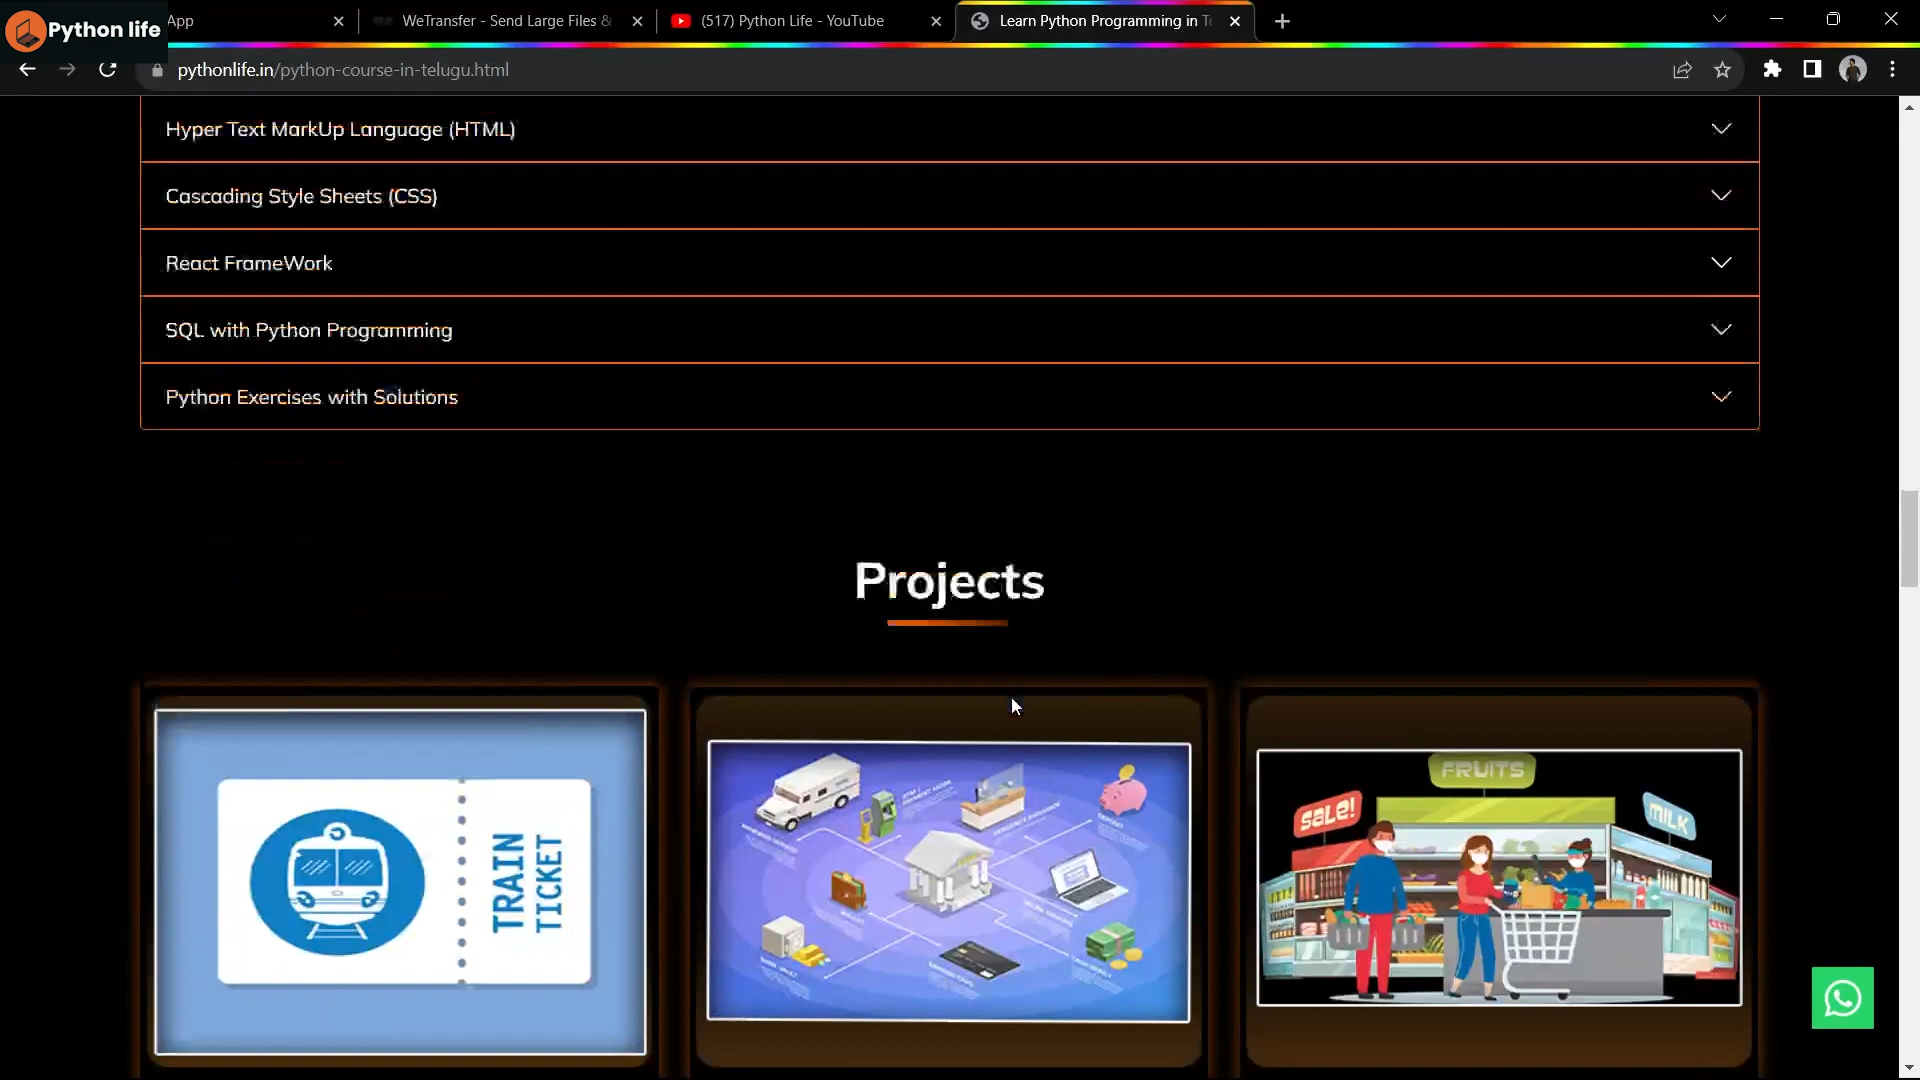 Python life
App
WeTransfer - Send Large Files &
(517) Python Life - YouTube
Learn Python Programming in Te
pythonlife.in/python-course-in-telugu.html
Hyper Text MarkUp Language (HTML)
Cascading Style Sheets (CSS)
React FrameWork
SQL with Python Programming
Python Exercises with Solutions
Projects
TRAIN
TICKET
FRUITS
SALE!
MILK